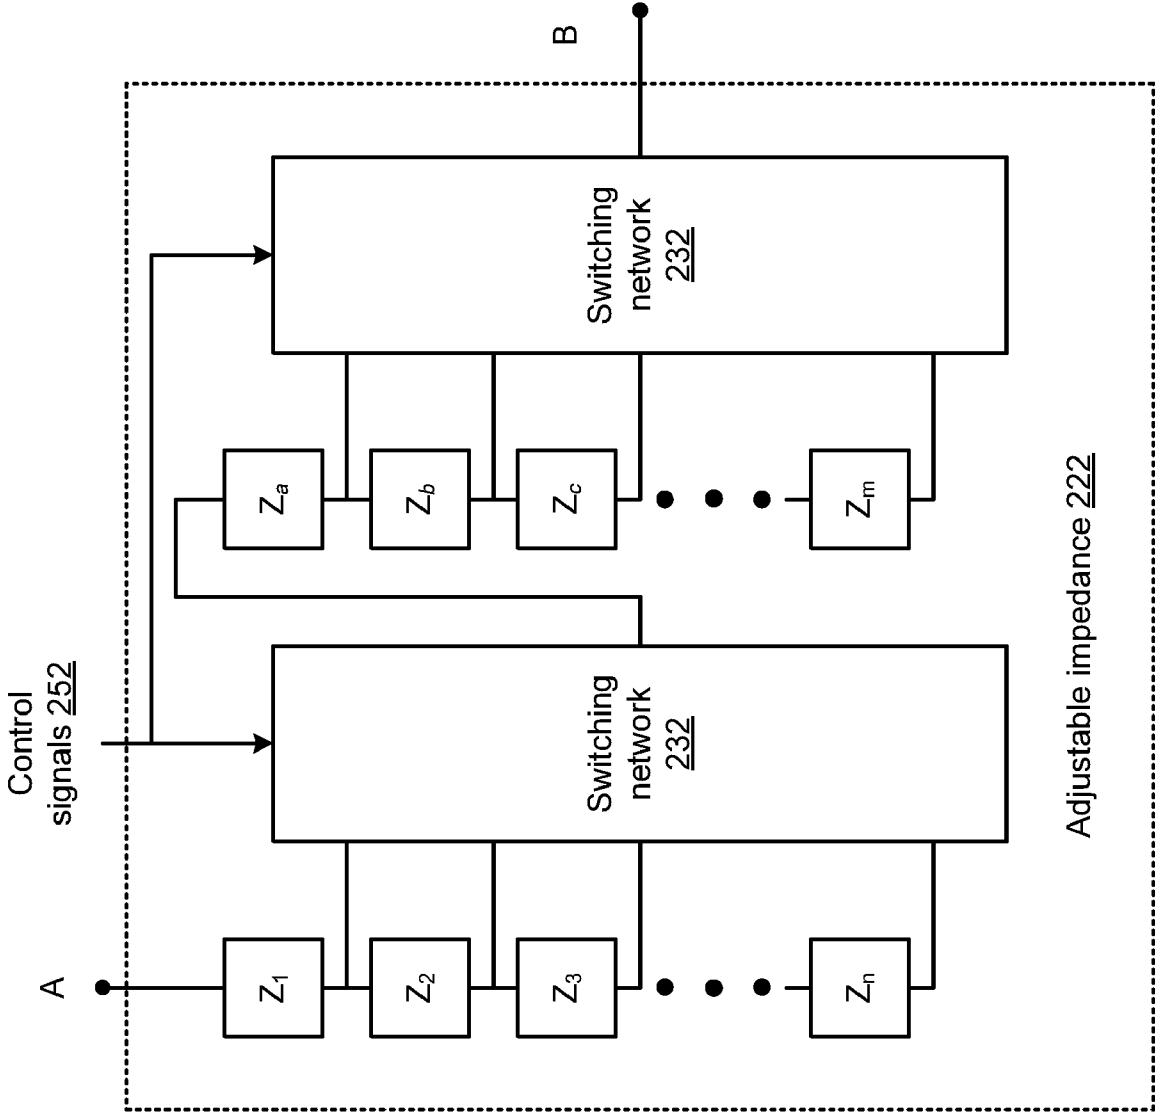 A
Control
signals 252
B
Z1
Z2
Z3
Zn
Switching
network
232
Za
Zb
Zc
Zm
Switching
network
232
Adjustable impedance 222